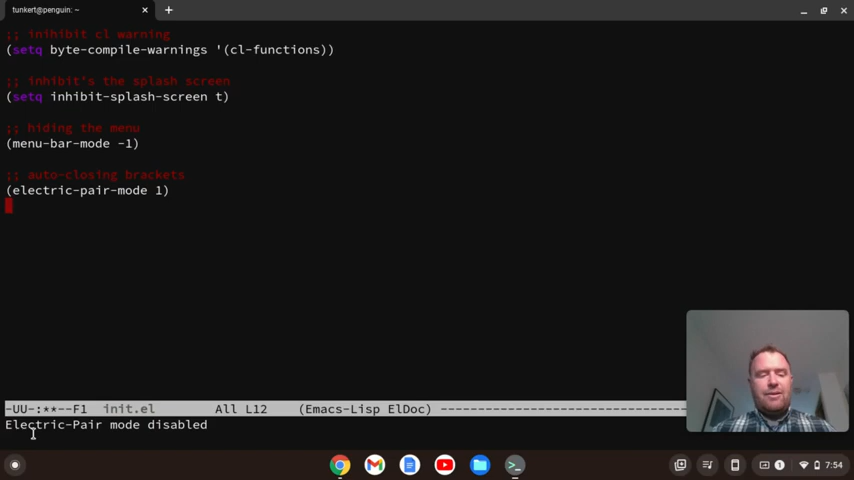 tunkert@penguin: ~
;; inihibit cl warning
(setq byte-compile-warnings '(cl-functions))
;; inhibit's the splash screen
(setq inhibit-splash-screen t)
;; hiding the menu
(menu-bar-mode -1)
;; auto-closing brackets
(electric-pair-mode 1)
-UU-:**--F1 init.el All L12 (Emacs-Lisp ElDoc) --------------------------------
Electric-Pair mode disabled
1 7:54